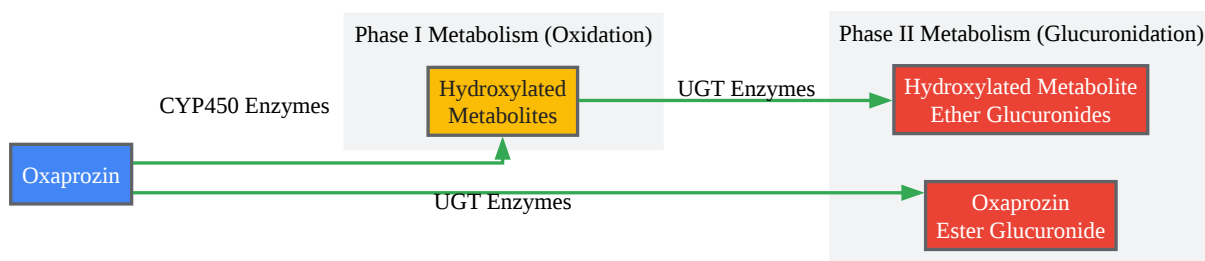 Phase I Metabolism (Oxidation)
Phase II Metabolism (Glucuronidation)
Hydroxylated
Metabolites
UGT Enzymes
Hydroxylated Metabolite
Ether Glucuronides
CYP450 Enzymes
Oxaprozin
UGT Enzymes
Oxaprozin
Ester Glucuronide